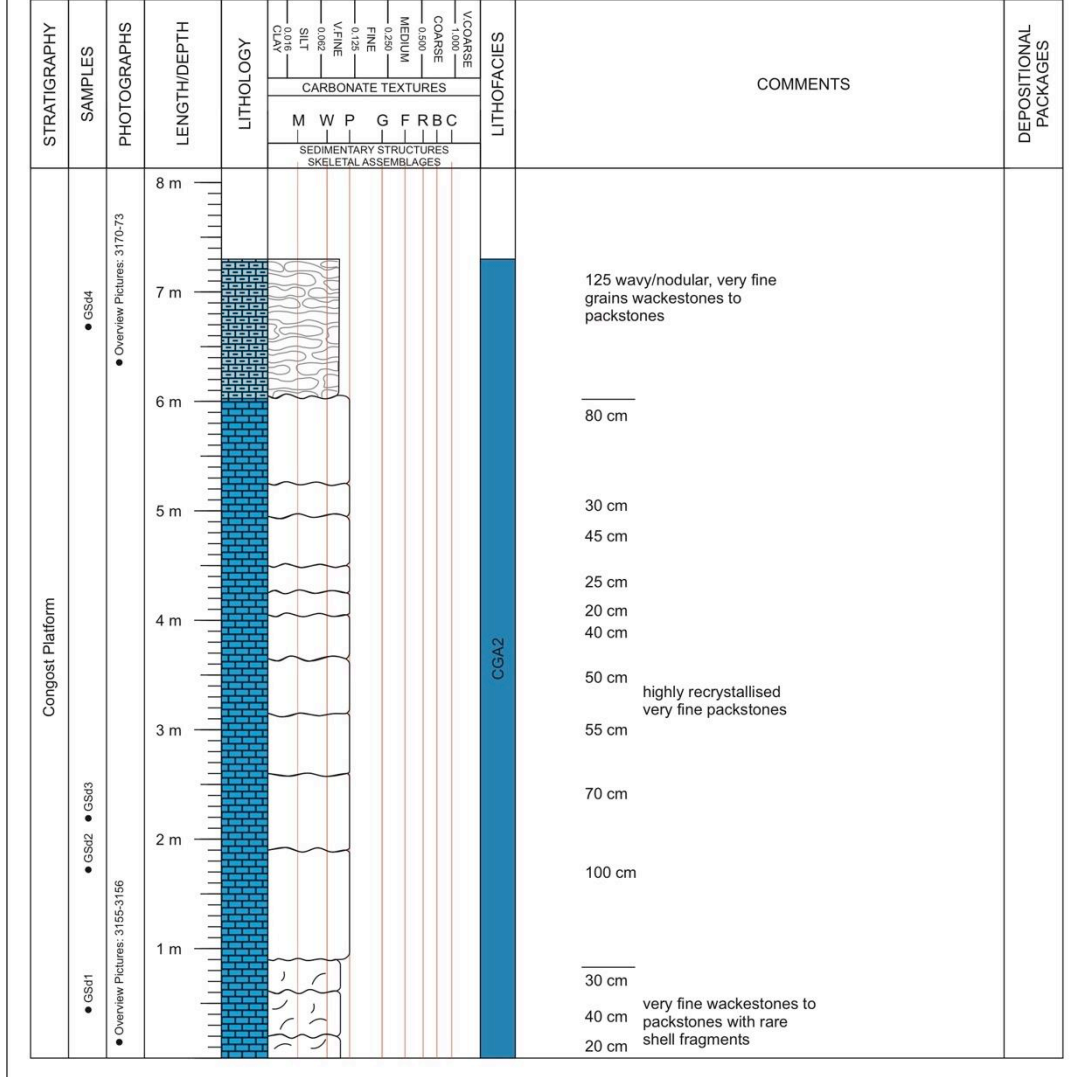 STRATIGRAPHY
SAMPLES
PHOTOGRAPHS
LENGTH/DEPTH
LITHOLOGY
CLAY
0.016
SILT
0.062
V.FINE
0.125
FINE
0.250
MEDIUM
0.500
COARSE
1.000
V.COARSE
CARBONATE TEXTURES
M W P G F R B C
SEDIMENTARY STRUCTURES
SKELETAL ASSEMBLAGES
LITHOFACIES
COMMENTS
DEPOSITIONAL
PACKAGES
Congost Platform
● GSd4
● GSd3
● GSd2
● GSd1
● Overview Pictures: 3170-73
● Overview Pictures: 3155-3156
8 m
7 m
6 m
5 m
4 m
3 m
2 m
1 m
CGA2
125 wavy/nodular, very fine
grains wackestones to
packstones
80 cm
30 cm
45 cm
25 cm
20 cm
40 cm
50 cm
highly recrystallised
very fine packstones
55 cm
70 cm
100 cm
30 cm
40 cm
20 cm
very fine wackestones to
packstones with rare
shell fragments